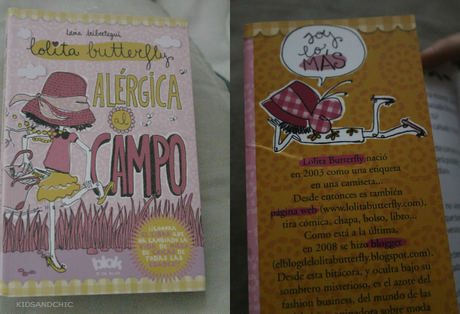 Idoia Iribertegui
lolita butterfly
ALÉRGICA
al
CAMPO
blok
KIDSANDCHIC
Soy
lo
MÁS
Lolita Butterfly nació
en 2003 como una etiqueta
en una camiseta...
Desde entonces es también
página web (www.lolitabutterfly.com),
tira cómica, chapa, bolso, libro...
Como está a la última,
en 2008 se hizo blogger
(elblogdelolitabutterfly.blogspot.com).
Desde esta bitácora, y oculta bajo su
sombrero misterioso, es el azote del
fashion business, del mundo de las